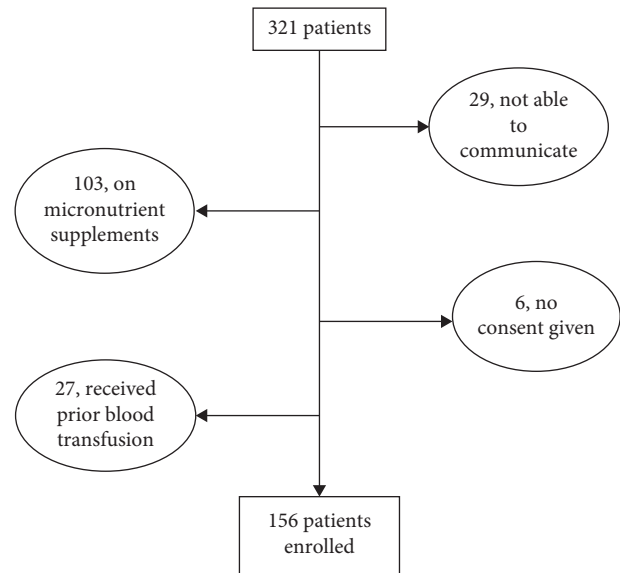 321 patients
29, not able
to
communicate
103, on
micronutrient
supplements
6, no
consent given
27, received
prior blood
transfusion
156 patients
enrolled